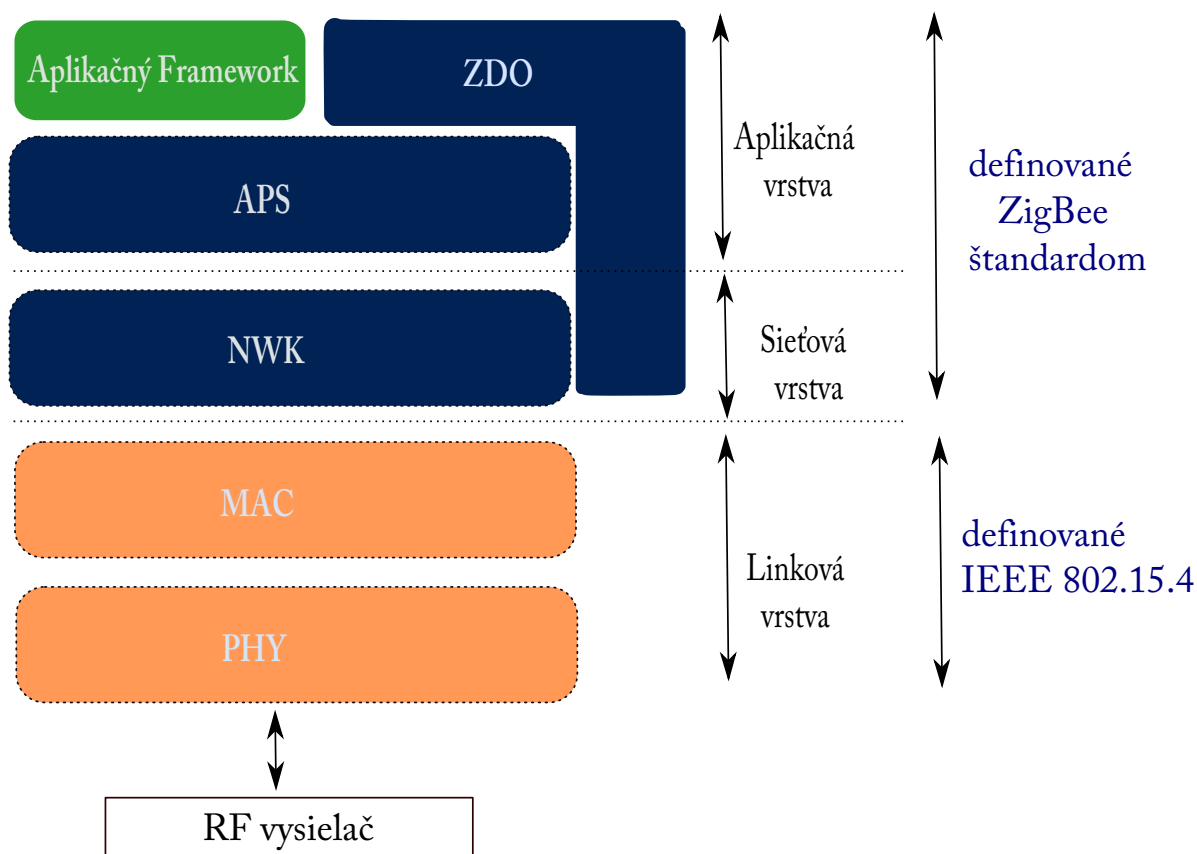 Aplikačný Framework
ZDO
APS
NWK
MAC
PHY
RF vysielač
Aplikačná
vrstva
Sieťová
vrstva
Linková
vrstva
definované
ZigBee
štandardom
definované
IEEE 802.15.4